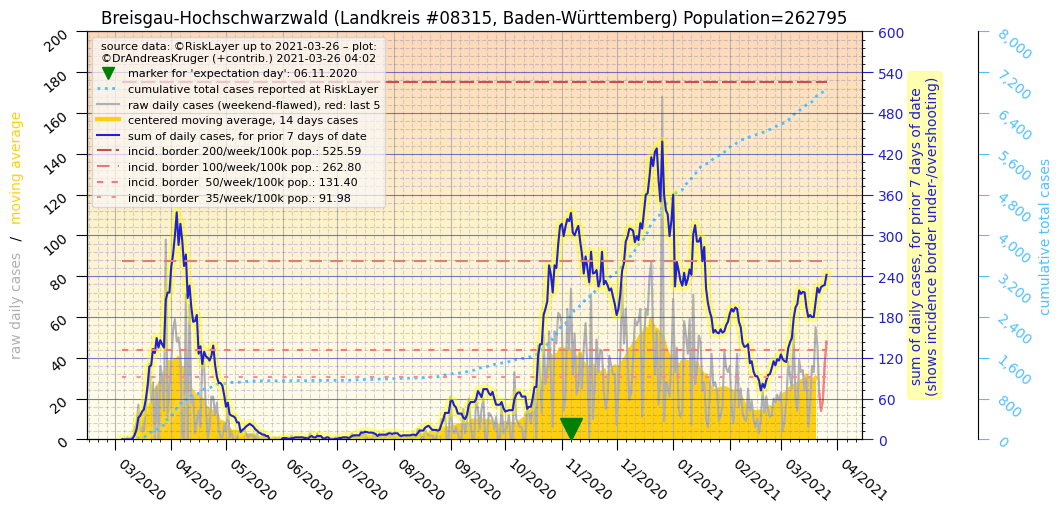 Breisgau-Hochschwarzwald (Landkreis #08315, Baden-Württemberg) Population=262795
source data: ©RiskLayer up to 2021-03-26 – plot:
©DrAndreasKruger (+contrib.) 2021-03-26 04:02
marker for 'expectation day': 06.11.2020
cumulative total cases reported at RiskLayer
raw daily cases (weekend-flawed), red: last 5
centered moving average, 14 days cases
sum of daily cases, for prior 7 days of date
incid. border 200/week/100k pop.: 525.59
incid. border 100/week/100k pop.: 262.80
incid. border  50/week/100k pop.: 131.40
incid. border  35/week/100k pop.: 91.98
raw daily cases / moving average
200
180
160
140
120
100
80
60
40
20
0
03/2020
04/2020
05/2020
06/2020
07/2020
08/2020
09/2020
10/2020
11/2020
12/2020
01/2021
02/2021
03/2021
04/2021
600
540
480
420
360
300
240
180
120
60
0
sum of daily cases, for prior 7 days of date
(shows incidence border under-/overshooting)
8,000
7,200
6,400
5,600
4,800
4,000
3,200
2,400
1,600
800
0
cumulative total cases